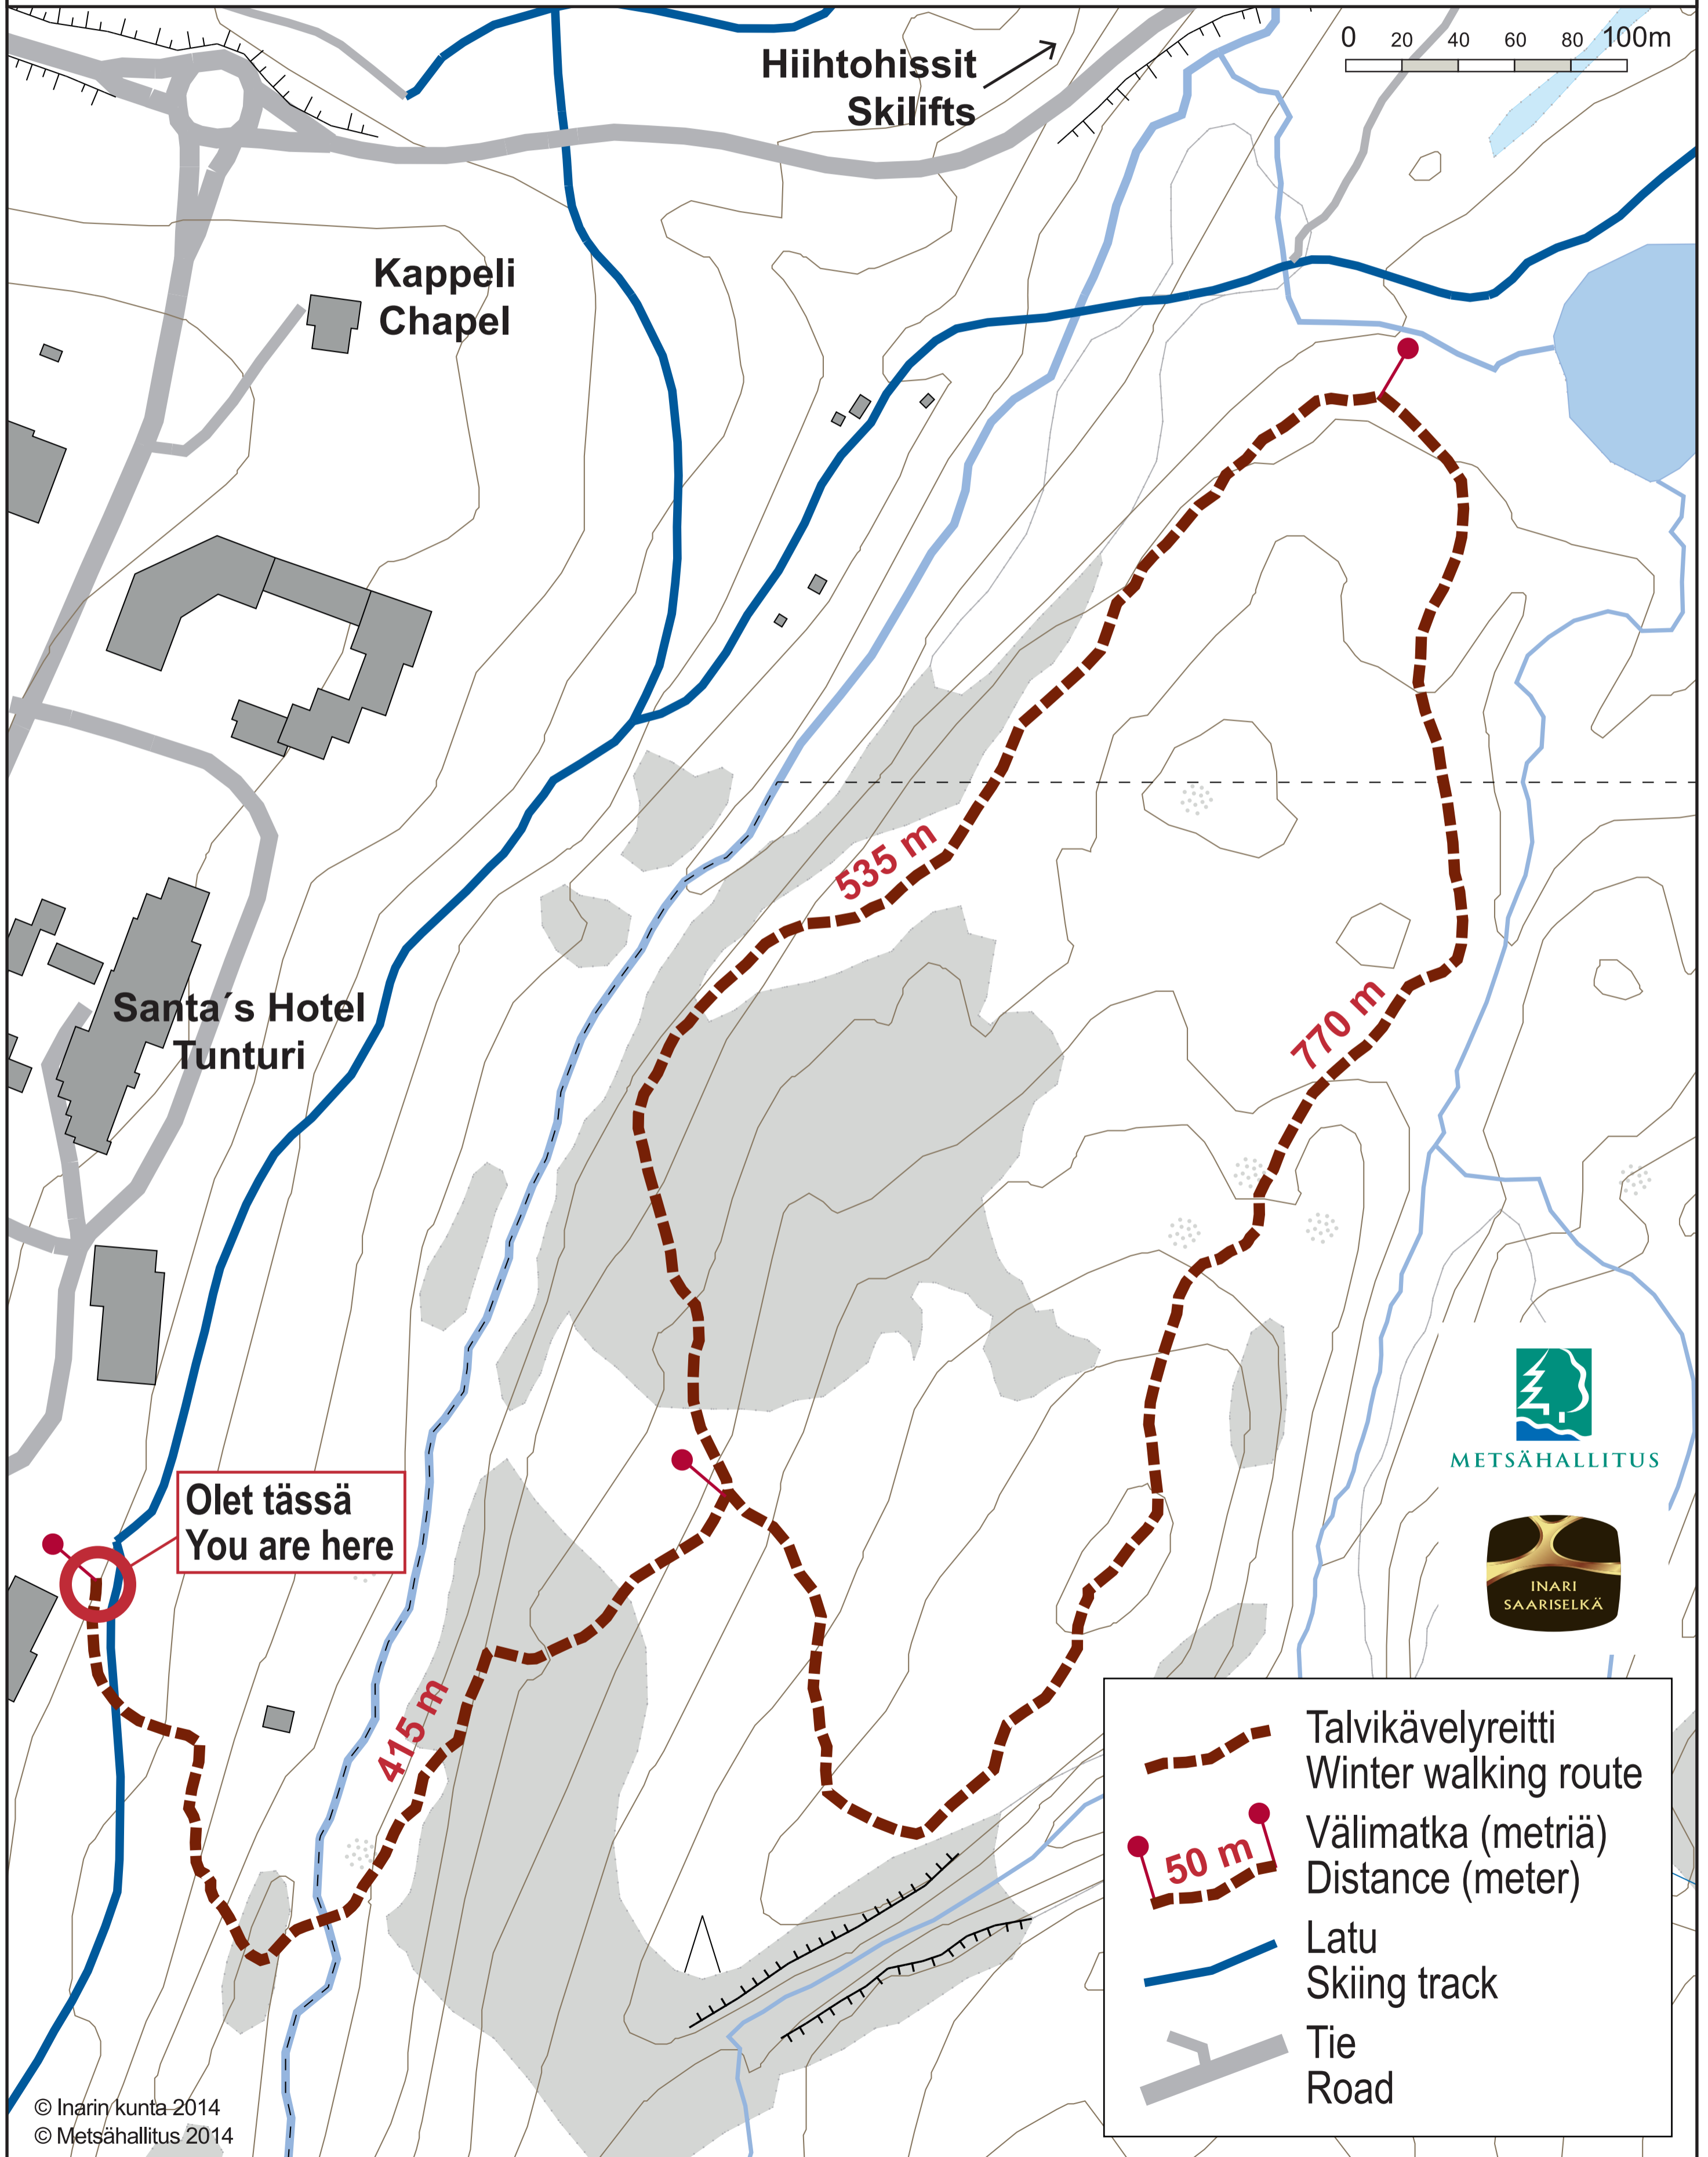 Hiihtohissit
Skilifts
0 20 40 60 80 100m
Kappeli
Chapel
535 m
770 m
Santa´s Hotel
Tunturi
METSÄHALLITUS
Olet tässä
You are here
INARI
SAARISELKÄ
415 m
Talvikävelyreitti
Winter walking route
50 m
Välimatka (metriä)
Distance (meter)
Latu
Skiing track
Tie
Road
© Inarin kunta 2014
© Metsähallitus 2014